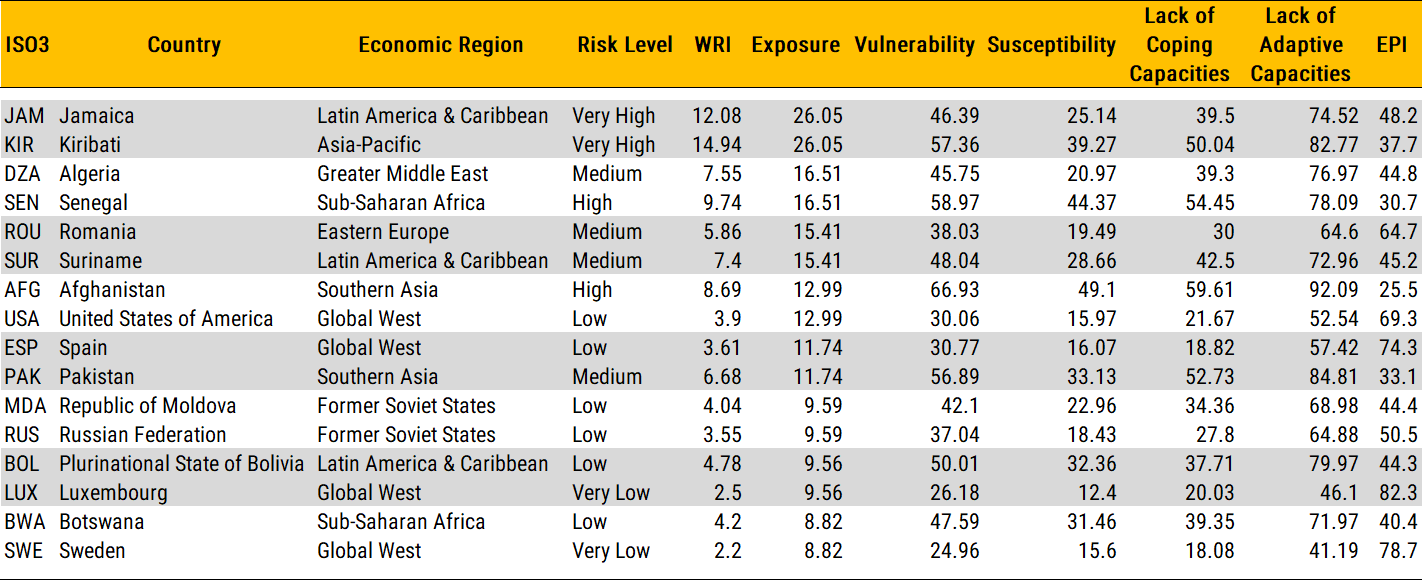 ISO3 Country Economic Region Risk Level WRI Exposure Vulnerability Susceptibility Lack of Coping Capacities Lack of Adaptive Capacities EPI
JAM Jamaica Latin America & Caribbean Very High 12.08 26.05 46.39 25.14 39.5 74.52 48.2
KIR Kiribati Asia-Pacific Very High 14.94 26.05 57.36 39.27 50.04 82.77 37.7
DZA Algeria Greater Middle East Medium 7.55 16.51 45.75 20.97 39.3 76.97 44.8
SEN Senegal Sub-Saharan Africa High 9.74 16.51 58.97 44.37 54.45 78.09 30.7
ROU Romania Eastern Europe Medium 5.86 15.41 38.03 19.49 30 64.6 64.7
SUR Suriname Latin America & Caribbean Medium 7.4 15.41 48.04 28.66 42.5 72.96 45.2
AFG Afghanistan Southern Asia High 8.69 12.99 66.93 49.1 59.61 92.09 25.5
USA United States of America Global West Low 3.9 12.99 30.06 15.97 21.67 52.54 69.3
ESP Spain Global West Low 3.61 11.74 30.77 16.07 18.82 57.42 74.3
PAK Pakistan Southern Asia Medium 6.68 11.74 56.89 33.13 52.73 84.81 33.1
MDA Republic of Moldova Former Soviet States Low 4.04 9.59 42.1 22.96 34.36 68.98 44.4
RUS Russian Federation Former Soviet States Low 3.55 9.59 37.04 18.43 27.8 64.88 50.5
BOL Plurinational State of Bolivia Latin America & Caribbean Low 4.78 9.56 50.01 32.36 37.71 79.97 44.3
LUX Luxembourg Global West Very Low 2.5 9.56 26.18 12.4 20.03 46.1 82.3
BWA Botswana Sub-Saharan Africa Low 4.2 8.82 47.59 31.46 39.35 71.97 40.4
SWE Sweden Global West Very Low 2.2 8.82 24.96 15.6 18.08 41.19 78.7